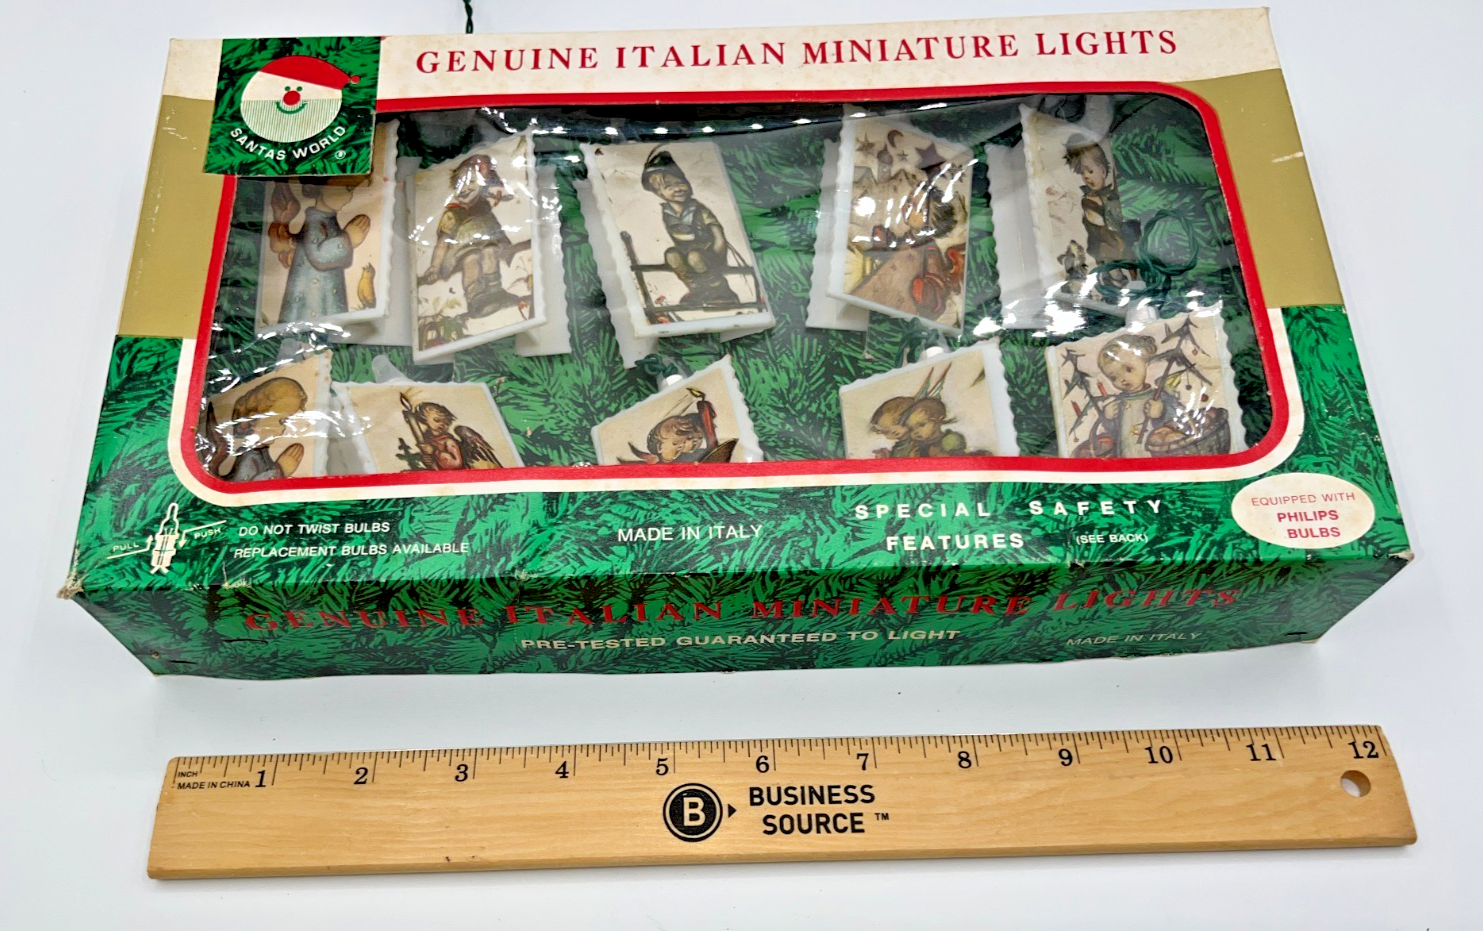 GENUINE ITALIAN MINIATURE LIGHTS
SANTAS WORLD ®
PULL
PUSH
DO NOT TWIST BULBS
REPLACEMENT BULBS AVAILABLE
MADE IN ITALY
SPECIAL SAFETY
FEATURES (SEE BACK)
EQUIPPED WITH
PHILIPS
BULBS
GENUINE ITALIAN MINIATURE LIGHTS
PRE-TESTED GUARANTEED TO LIGHT
MADE IN ITALY
1 2 3 4 5 6 7 8 9 10 11 12
INCH
MADE IN CHINA
B
BUSINESS
SOURCE ™